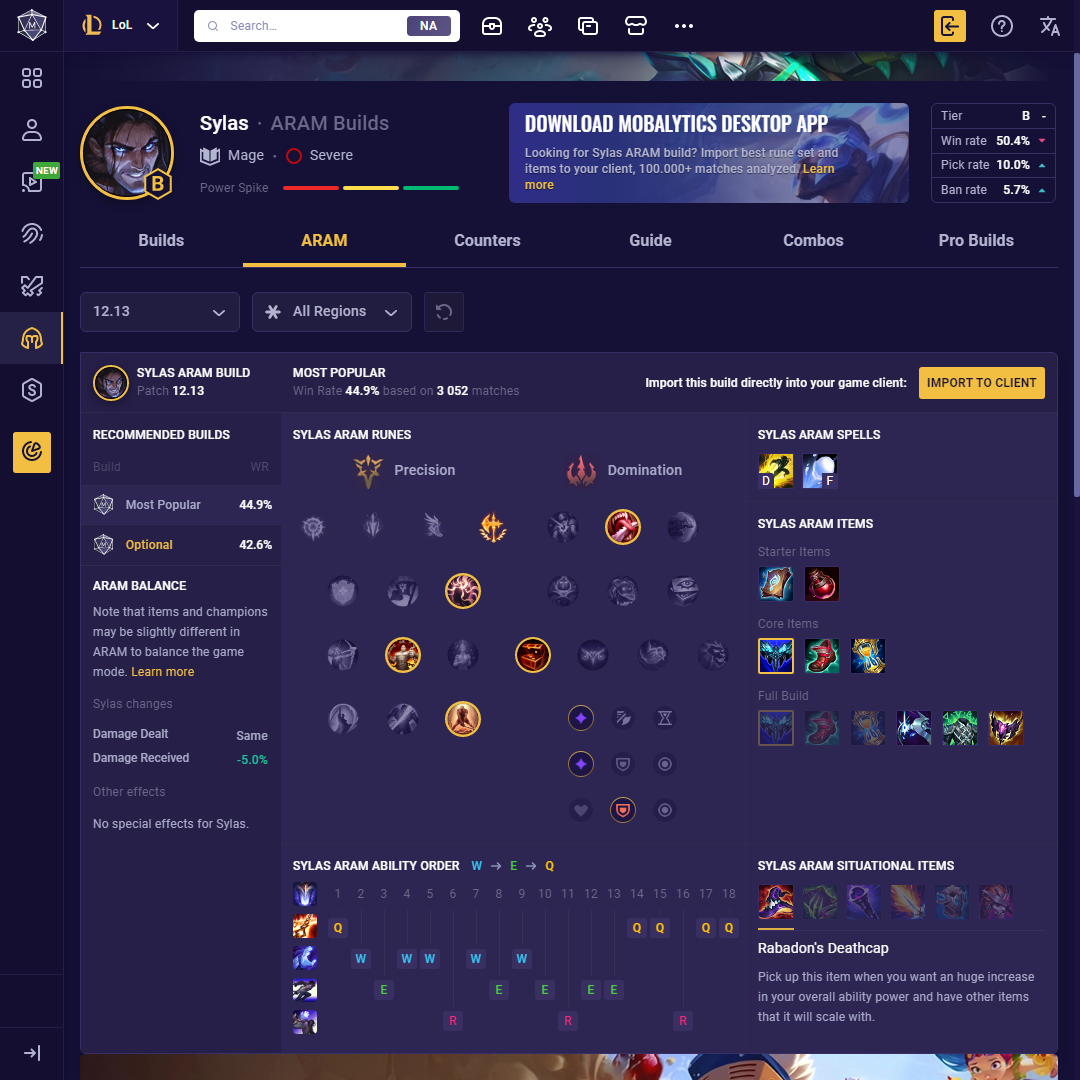 LoL
Search...
NA
NEW
Sylas · ARAM Builds
Mage · Severe
Power Spike
B
DOWNLOAD MOBALYTICS DESKTOP APP
Looking for Sylas ARAM build? Import best rune set and
items to your client, 100.000+ matches analyzed. Learn
more
Tier B -
Win rate 50.4%
Pick rate 10.0%
Ban rate 5.7%
Builds
ARAM
Counters
Guide
Combos
Pro Builds
12.13
All Regions
SYLAS ARAM BUILD
Patch 12.13
MOST POPULAR
Win Rate 44.9% based on 3 052 matches
Import this build directly into your game client:
IMPORT TO CLIENT
RECOMMENDED BUILDS
Build WR
Most Popular 44.9%
Optional 42.6%
ARAM BALANCE
Note that items and champions
may be slightly different in
ARAM to balance the game
mode. Learn more
Sylas changes
Damage Dealt Same
Damage Received -5.0%
Other effects
No special effects for Sylas.
SYLAS ARAM RUNES
Precision
Domination
SYLAS ARAM SPELLS
D F
SYLAS ARAM ITEMS
Starter Items
Core Items
Full Build
SYLAS ARAM ABILITY ORDER W → E → Q
1 2 3 4 5 6 7 8 9 10 11 12 13 14 15 16 17 18
Q Q Q Q Q
W W W W W
E E E E E
R R R
SYLAS ARAM SITUATIONAL ITEMS
Rabadon's Deathcap
Pick up this item when you want an huge increase
in your overall ability power and have other items
that it will scale with.